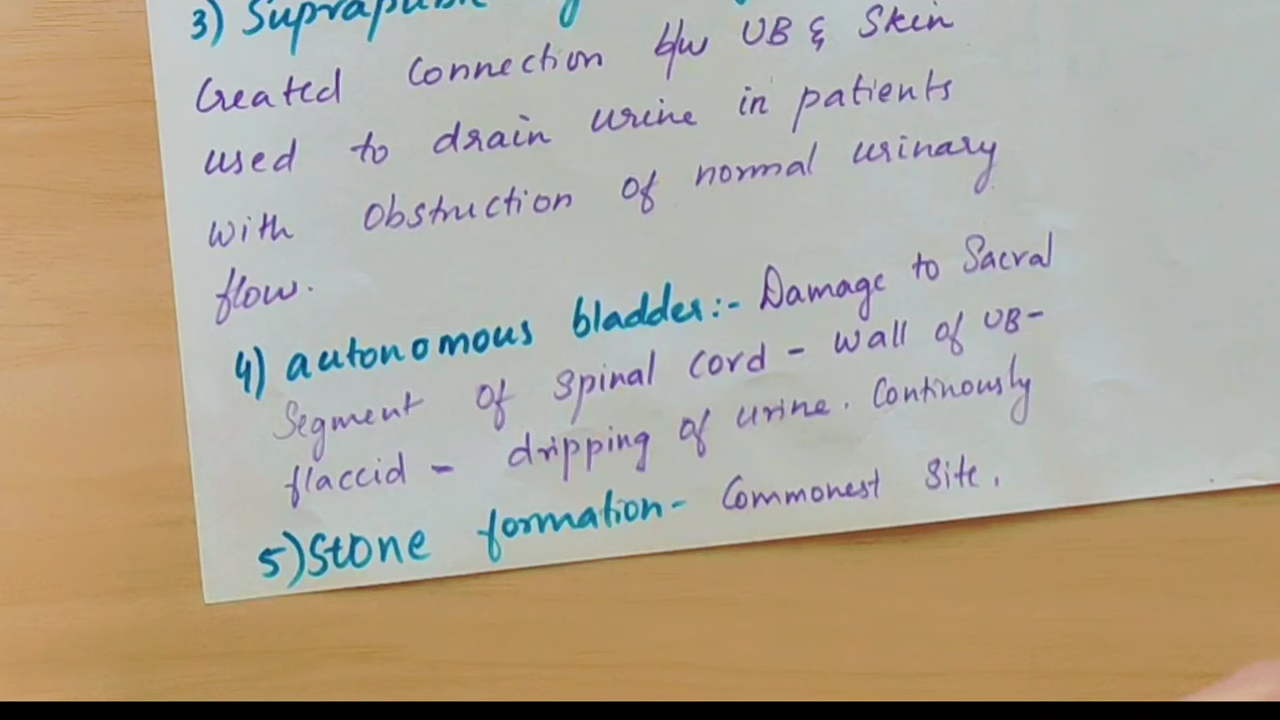 3) Suprapubic
Created Connection b/w UB & Skin
used to drain urine in patients
with Obstruction of normal urinary
flow.
4) autonomous bladder:- Damage to Sacral
Segment of Spinal Cord - Wall of UB-
flaccid - dripping of urine. Continously
5) Stone formation- Commonest Site.